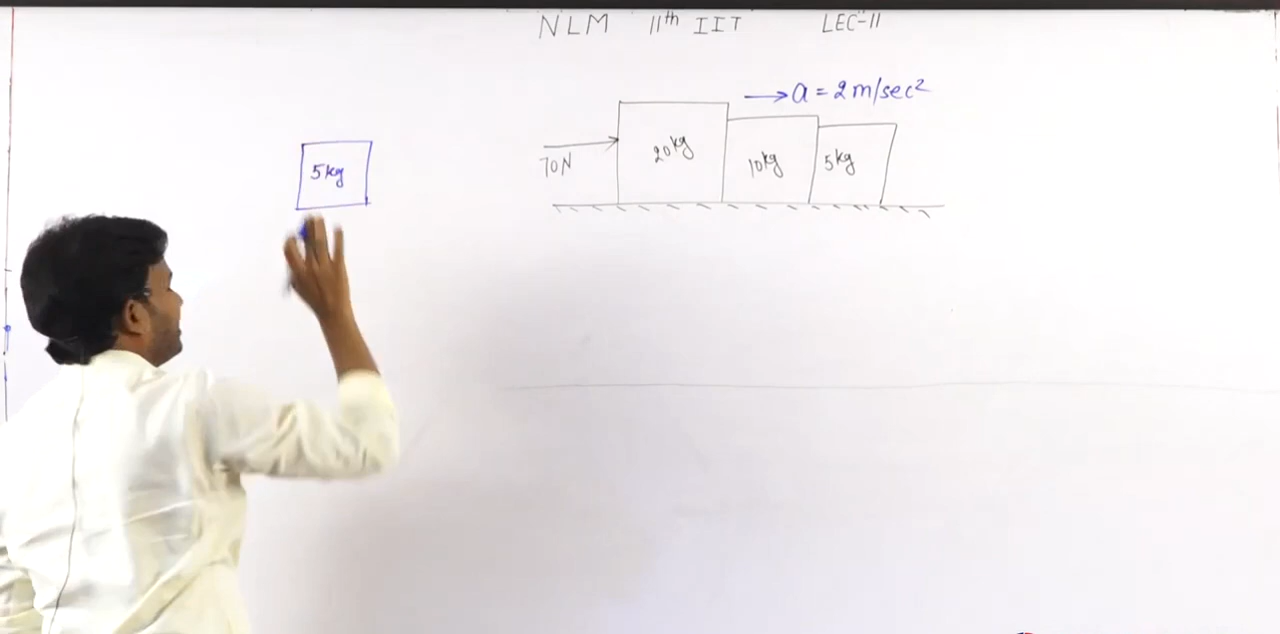 NLM 11th IIT LEC-11
→ a = 2 m/sec²
5kg
70N
20kg
10kg
5kg